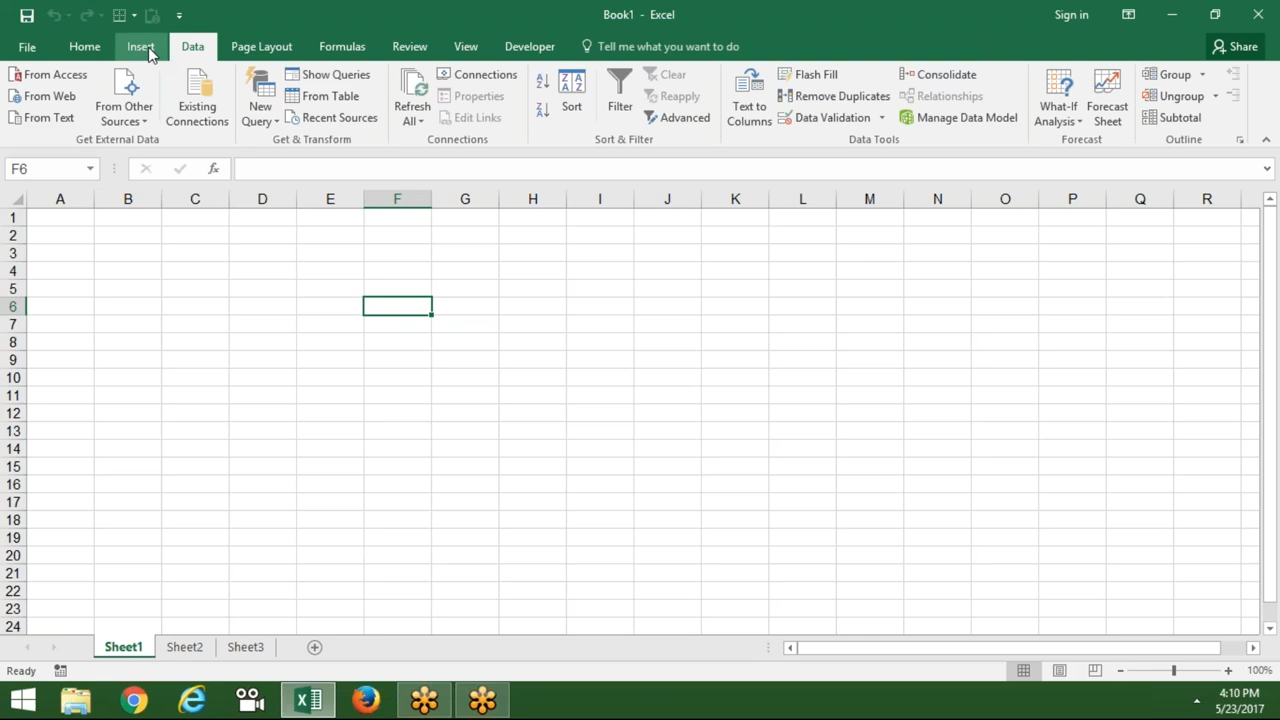 Book1 - Excel
Sign in
File Home Insert Data Page Layout Formulas Review View Developer Tell me what you want to do Share
From Access
From Web
From Text
From Other Sources
Existing Connections
Get External Data
New Query
Show Queries
From Table
Recent Sources
Get & Transform
Refresh All
Connections
Properties
Edit Links
Connections
Sort
Filter
Clear
Reapply
Advanced
Sort & Filter
Text to Columns
Flash Fill
Remove Duplicates
Data Validation
Consolidate
Relationships
Manage Data Model
Data Tools
What-If Analysis
Forecast Sheet
Forecast
Group
Ungroup
Subtotal
Outline
F6
fx
A B C D E F G H I J K L M N O P Q R
1
2
3
4
5
6
7
8
9
10
11
12
13
14
15
16
17
18
19
20
21
22
23
24
Sheet1 Sheet2 Sheet3
Ready
100%
4:10 PM
5/23/2017